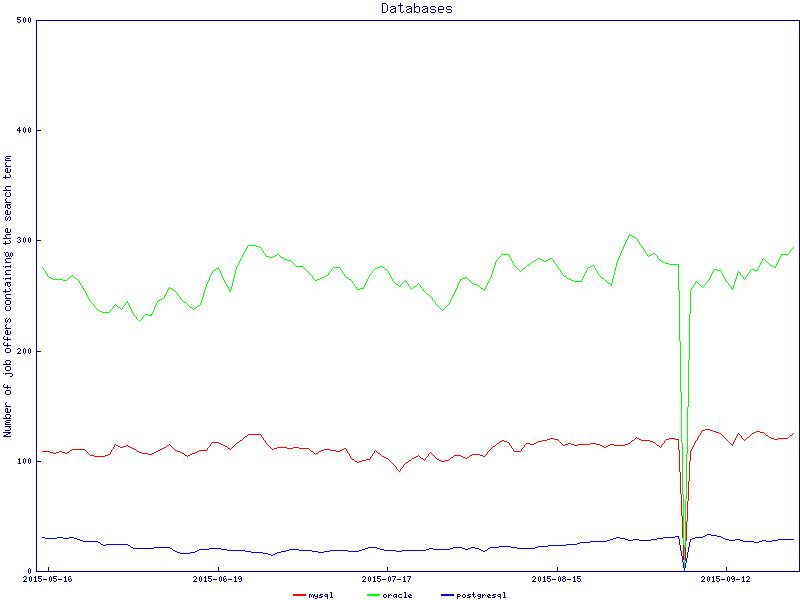 Databases
Number of job offers containing the search term
500
400
300
200
100
0
2015-05-16 2015-06-19 2015-07-17 2015-08-15 2015-09-12
mysql oracle postgresql